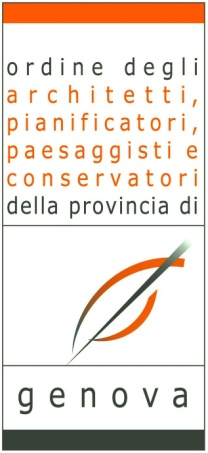 ordine degli
architetti,
pianificatori,
paesaggisti e
conservatori
della provincia di
genova